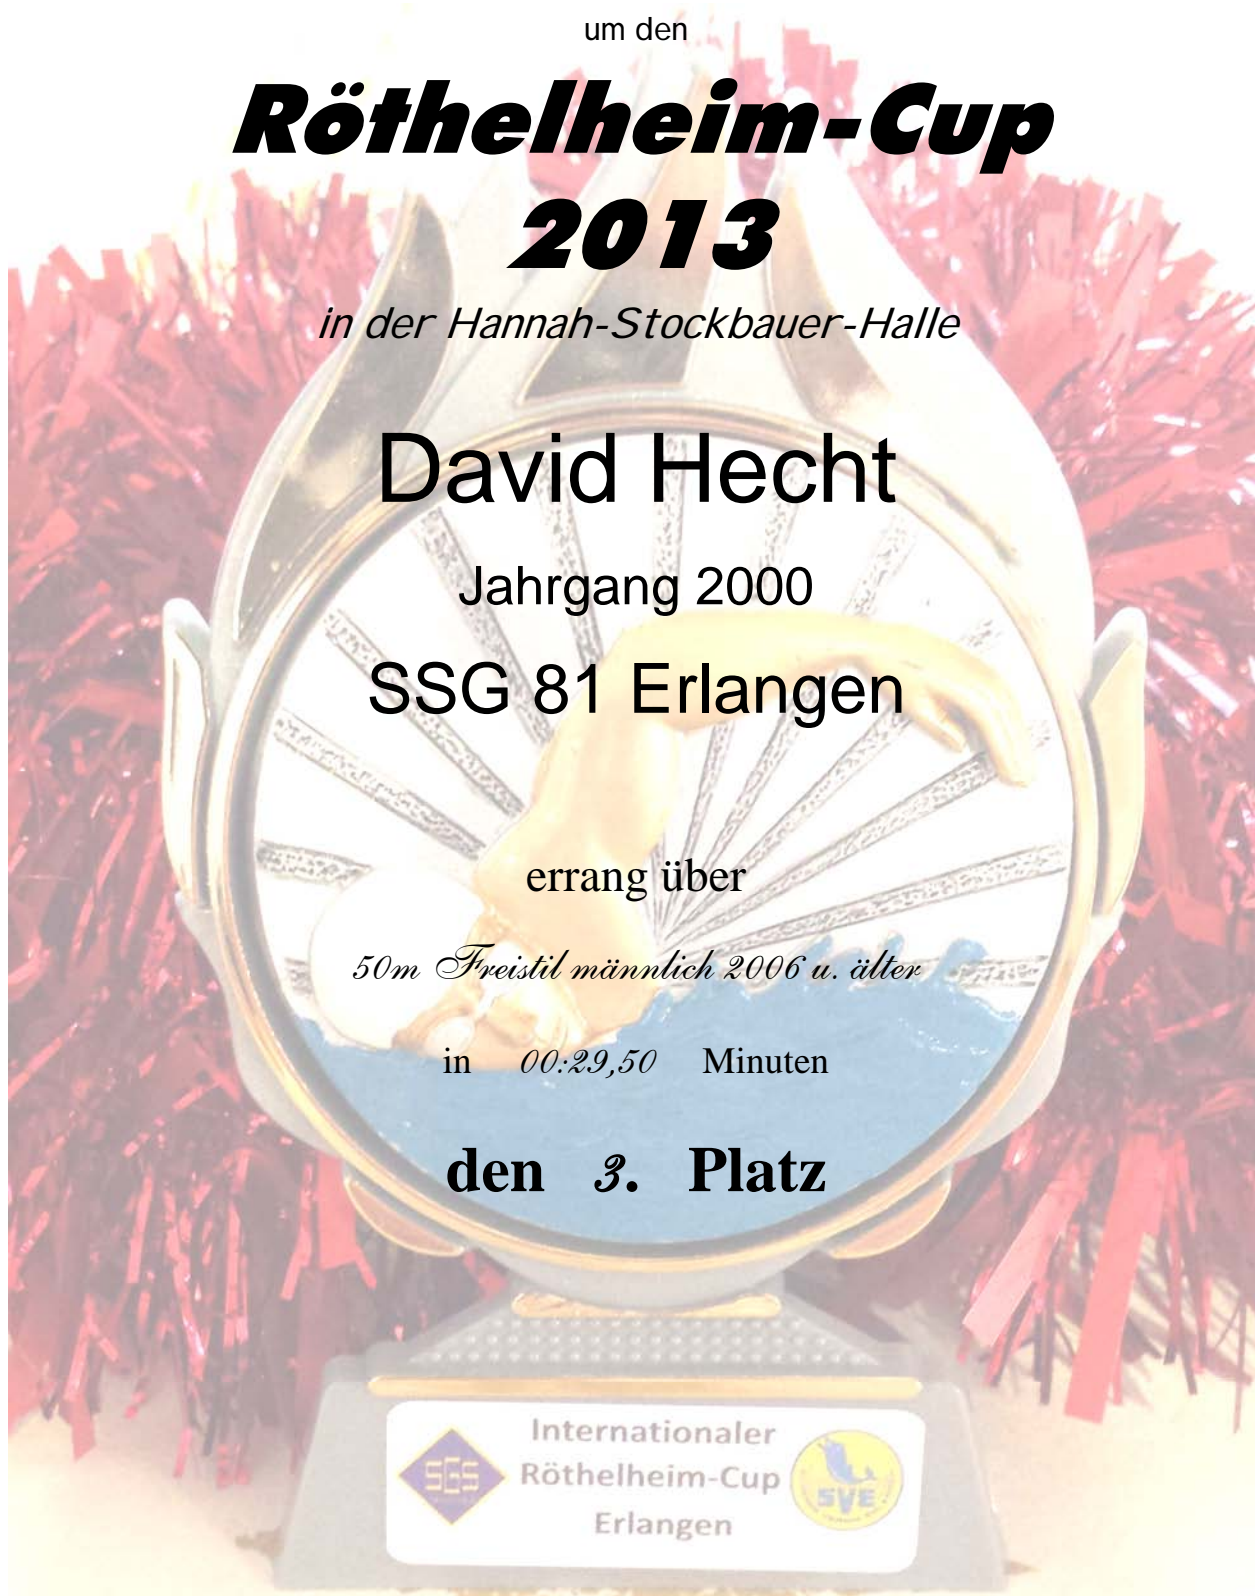 um den
Röthelheim-Cup
2013
in der Hannah-Stockbauer-Halle
David Hecht
Jahrgang 2000
SSG 81 Erlangen
errang über
50m Freistil männlich 2006 u. älter
in 00:29,50 Minuten
den 3. Platz
Internationaler
SGS Röthelheim-Cup SVE
Erlangen